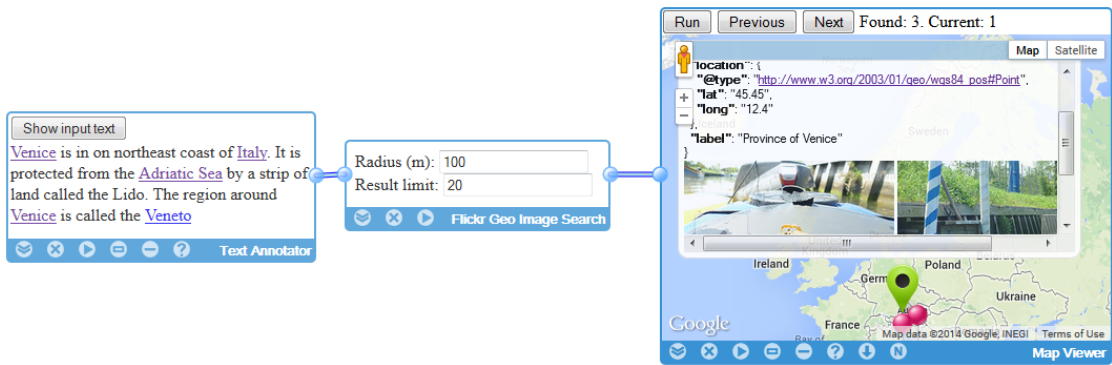 Show input text
Venice is in on northeast coast of Italy. It is
protected from the Adriatic Sea by a strip of
land called the Lido. The region around
Venice is called the Veneto
Text Annotator
Radius (m): 100
Result limit: 20
Flickr Geo Image Search
Run Previous Next Found: 3. Current: 1
Map Satellite
"location": {
"@type": "http://www.w3.org/2003/01/geo/wgs84_pos#Point",
"lat": "45.45",
"long": "12.4"
},
"label": "Province of Venice"
}
Sweden
Ireland
Poland
Germ
Ukraine
France
Google
Map data ©2014 Google, INEGI Terms of Use
Map Viewer